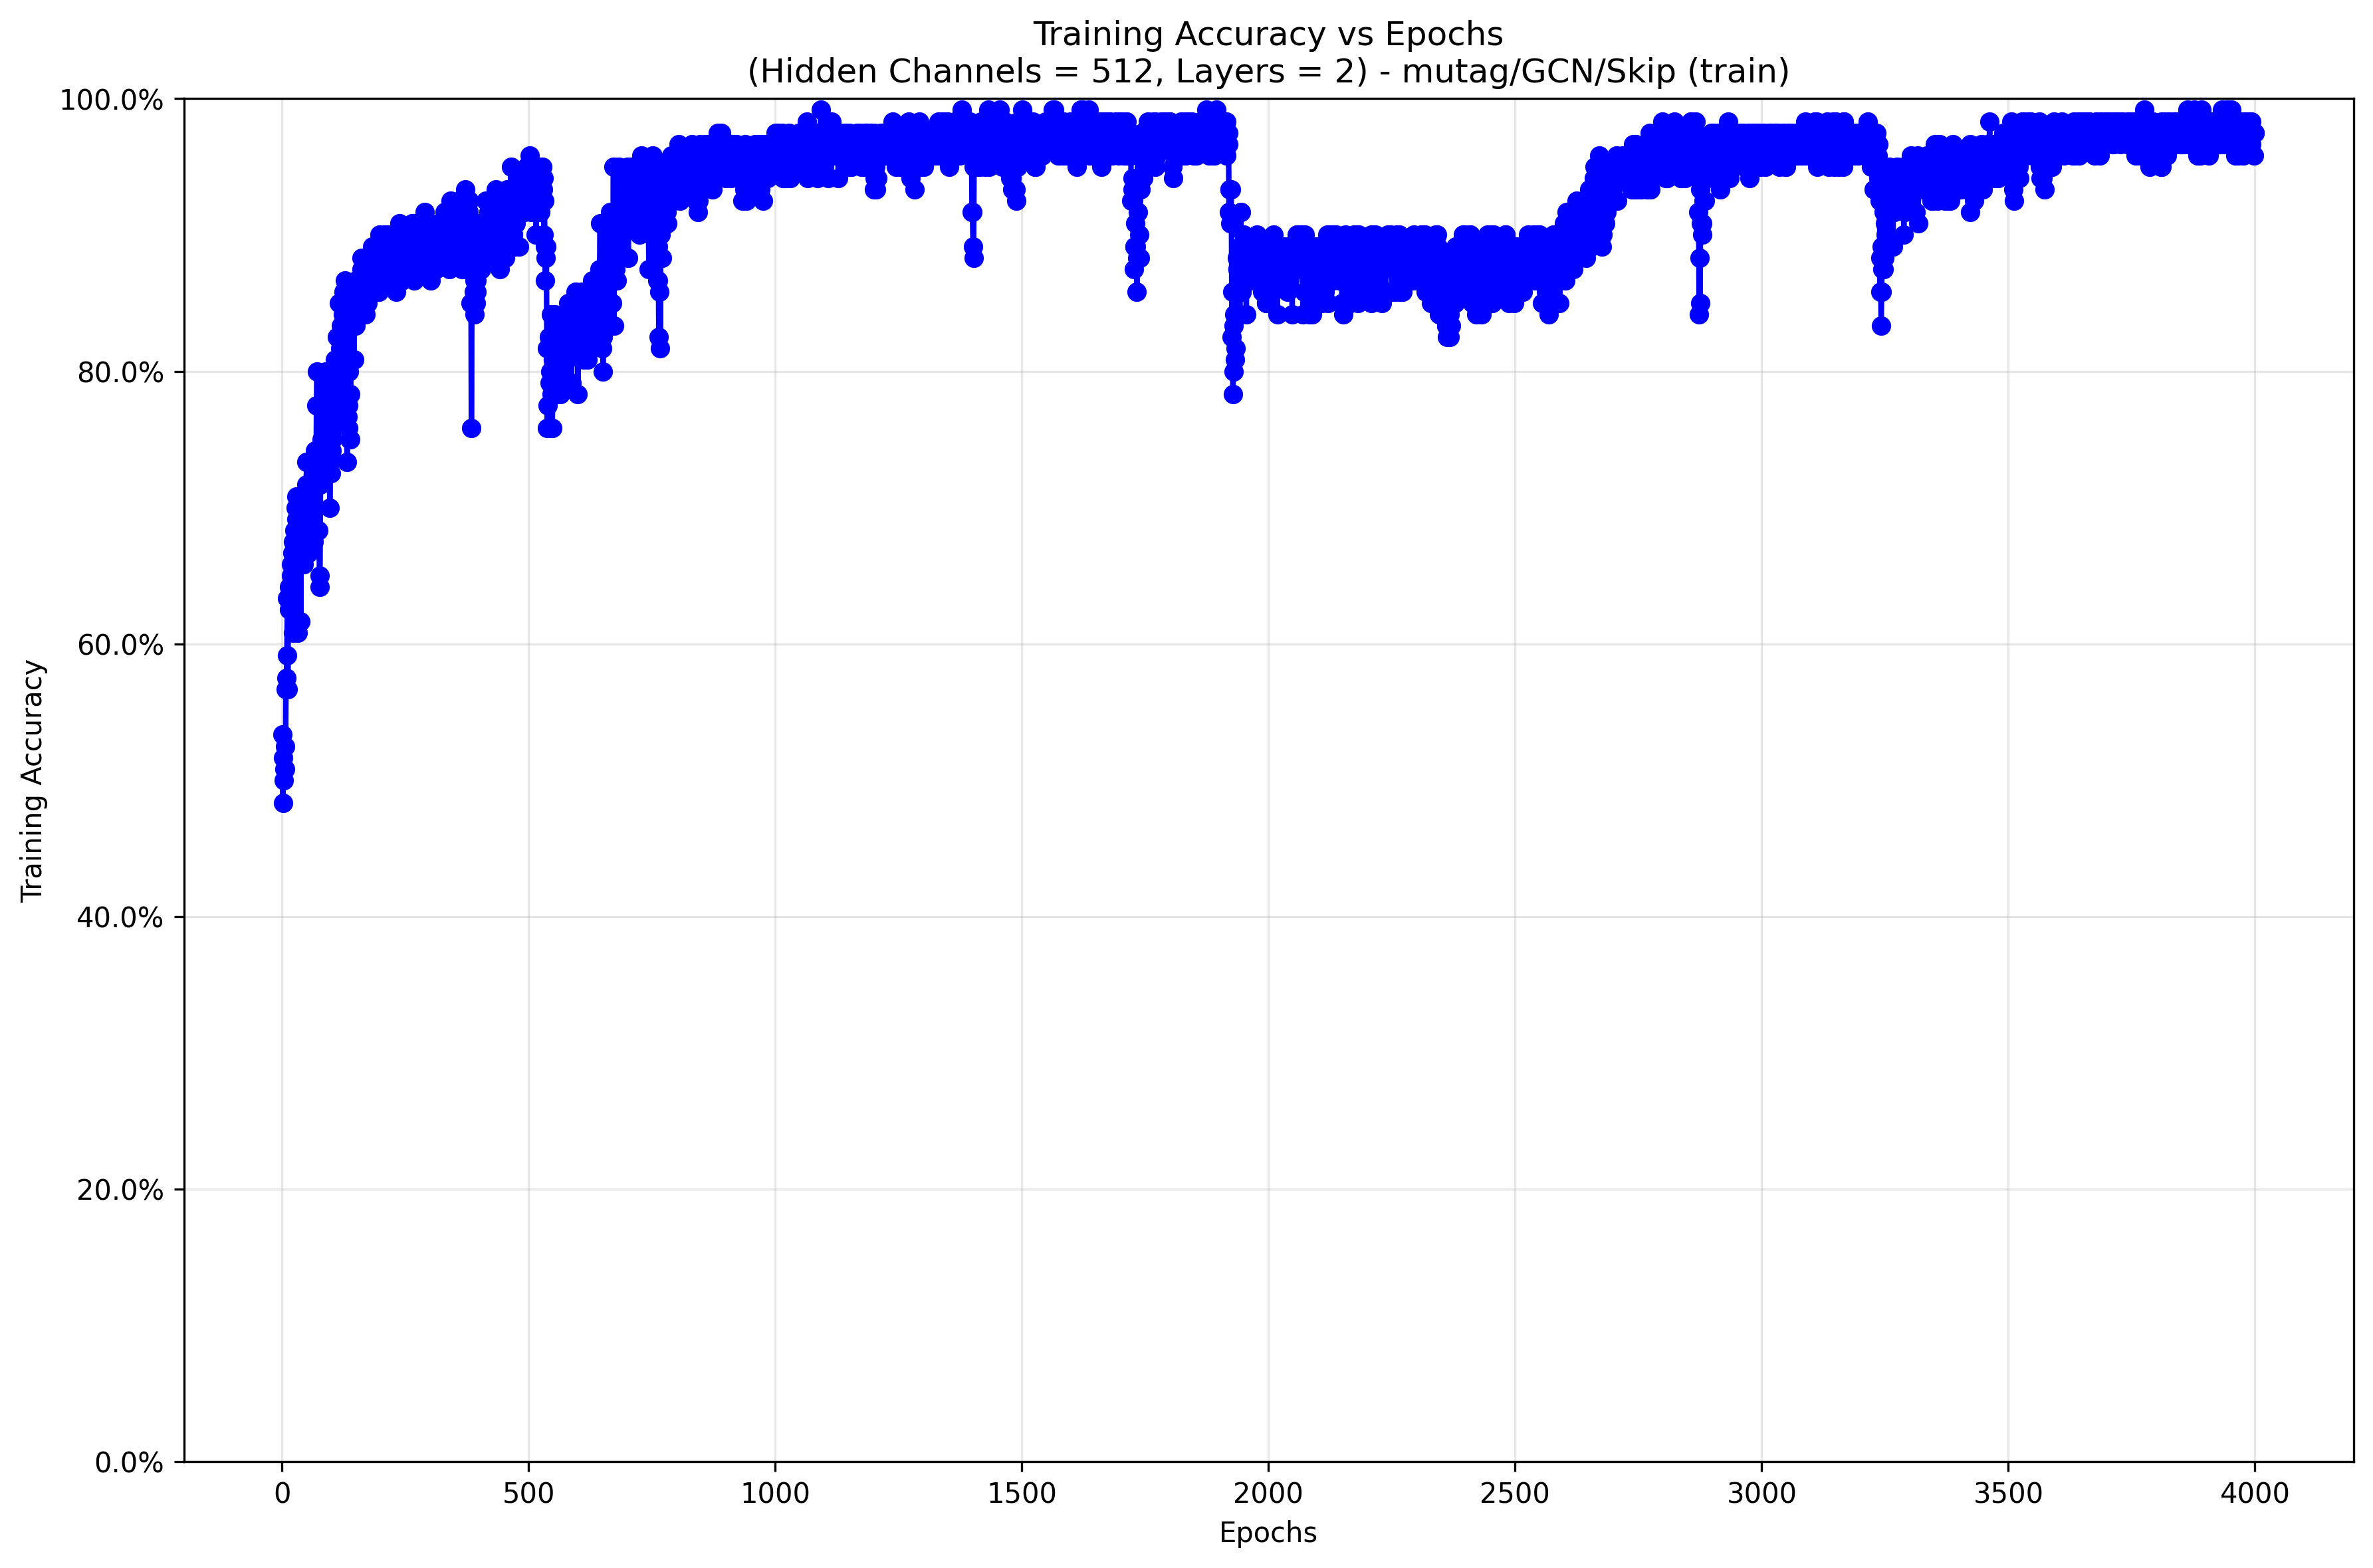 Training Accuracy vs Epochs
(Hidden Channels = 512, Layers = 2) - mutag/GCN/Skip (train)
100.0%
80.0%
60.0%
40.0%
20.0%
0.0%
Training Accuracy
0 500 1000 1500 2000 2500 3000 3500 4000
Epochs